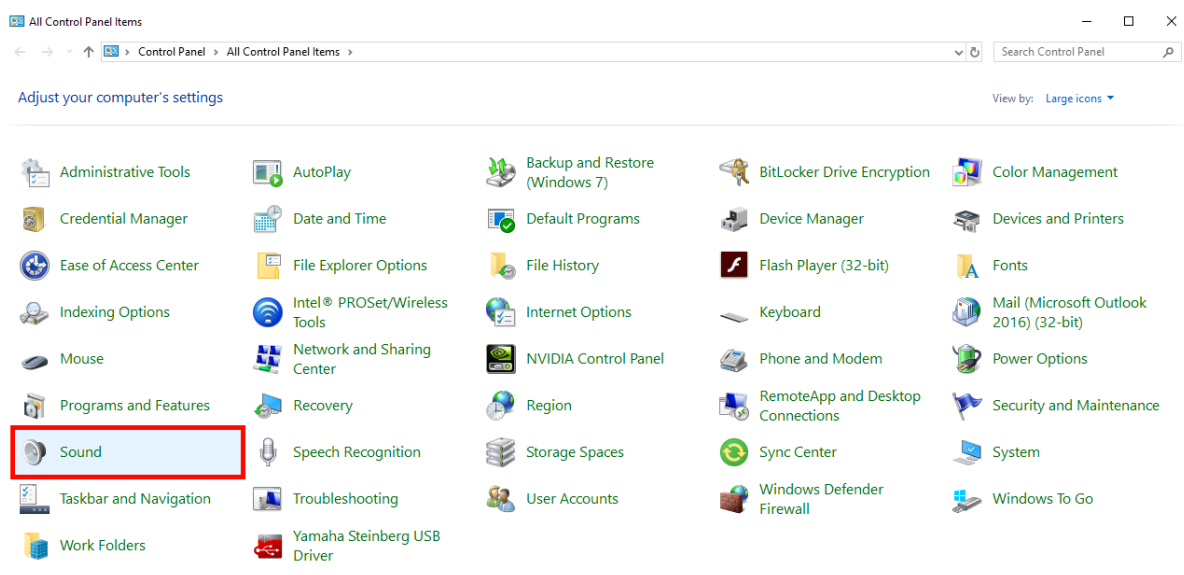 All Control Panel Items
Control Panel > All Control Panel Items >
Search Control Panel
Adjust your computer's settings
View by: Large icons
Administrative Tools
AutoPlay
Backup and Restore
(Windows 7)
BitLocker Drive Encryption
Color Management
Credential Manager
Date and Time
Default Programs
Device Manager
Devices and Printers
Ease of Access Center
File Explorer Options
File History
Flash Player (32-bit)
Fonts
Indexing Options
Intel® PROSet/Wireless
Tools
Internet Options
Keyboard
Mail (Microsoft Outlook
2016) (32-bit)
Mouse
Network and Sharing
Center
NVIDIA Control Panel
Phone and Modem
Power Options
Programs and Features
Recovery
Region
RemoteApp and Desktop
Connections
Security and Maintenance
Sound
Speech Recognition
Storage Spaces
Sync Center
System
Taskbar and Navigation
Troubleshooting
User Accounts
Windows Defender
Firewall
Windows To Go
Work Folders
Yamaha Steinberg USB
Driver